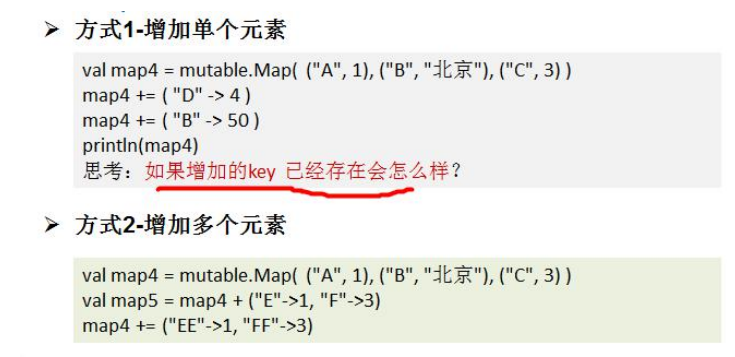 ➢ 方式1-增加单个元素
val map4 = mutable.Map( ("A", 1), ("B", "北京"), ("C", 3) )
map4 += ( "D" -> 4 )
map4 += ( "B" -> 50 )
println(map4)
思考：如果增加的key 已经存在会怎么样?
➢ 方式2-增加多个元素
val map4 = mutable.Map( ("A", 1), ("B", "北京"), ("C", 3) )
val map5 = map4 + ("E"->1, "F"->3)
map4 += ("EE"->1, "FF"->3)